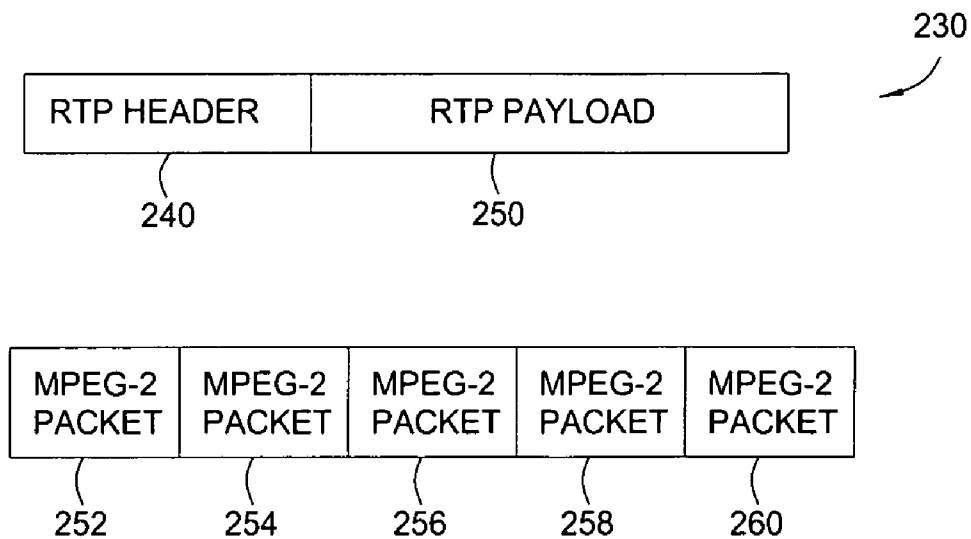 230
RTP HEADER RTP PAYLOAD
240 250
MPEG-2 MPEG-2 MPEG-2 MPEG-2 MPEG-2
PACKET PACKET PACKET PACKET PACKET
252 254 256 258 260